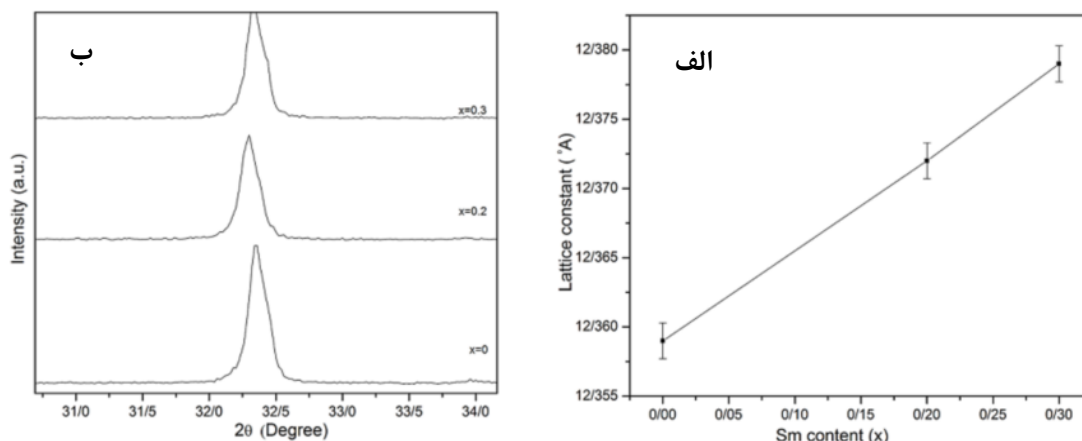 ب
x=0.3
x=0.2
x=0
Intensity (a.u.)
31/0 31/5 32/0 32/5 33/0 33/5 34/0
2θ (Degree)
الف
12/380
12/375
12/370
12/365
12/360
12/355
Lattice constant (˚A)
0/00 0/05 0/10 0/15 0/20 0/25 0/30
Sm content (x)